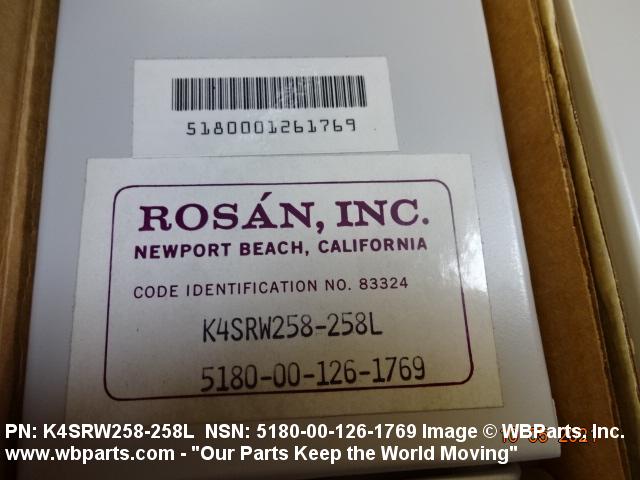 5180001261769
ROSÁN, INC.
NEWPORT BEACH, CALIFORNIA
CODE IDENTIFICATION NO. 83324
K4SRW258-258L
5180-00-126-1769
PN: K4SRW258-258L NSN: 5180-00-126-1769 Image © WBParts, Inc.
www.wbparts.com - "Our Parts Keep the World Moving"